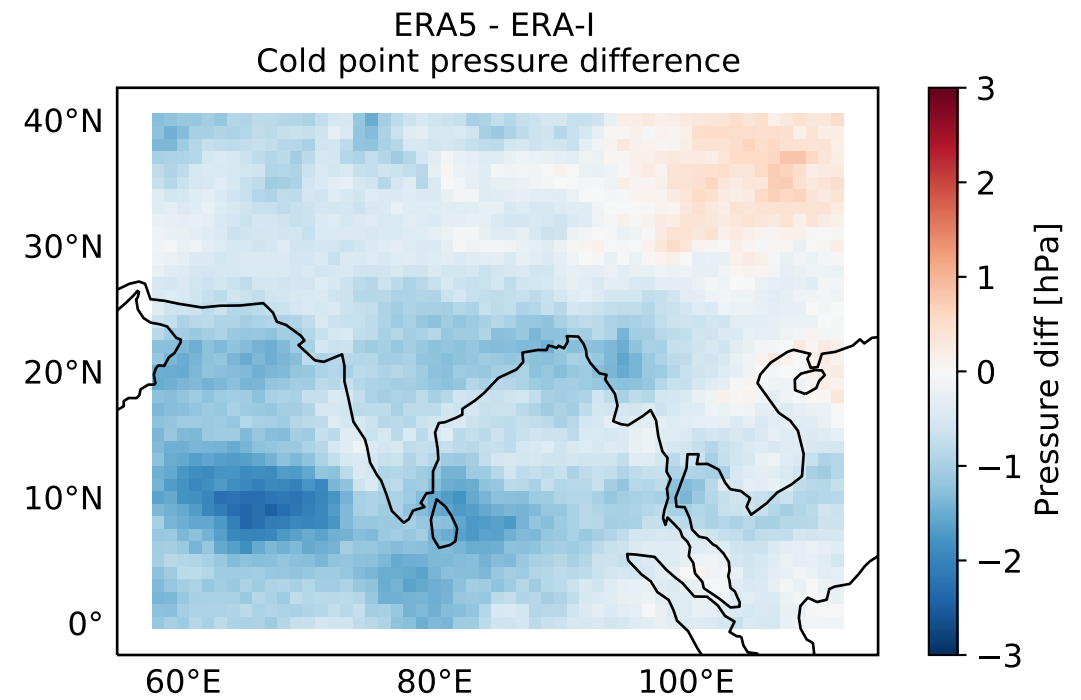 ERA5 - ERA-I
Cold point pressure difference
40°N
30°N
20°N
10°N
0°
60°E
80°E
100°E
3
2
1
0
−1
−2
−3
Pressure diff [hPa]